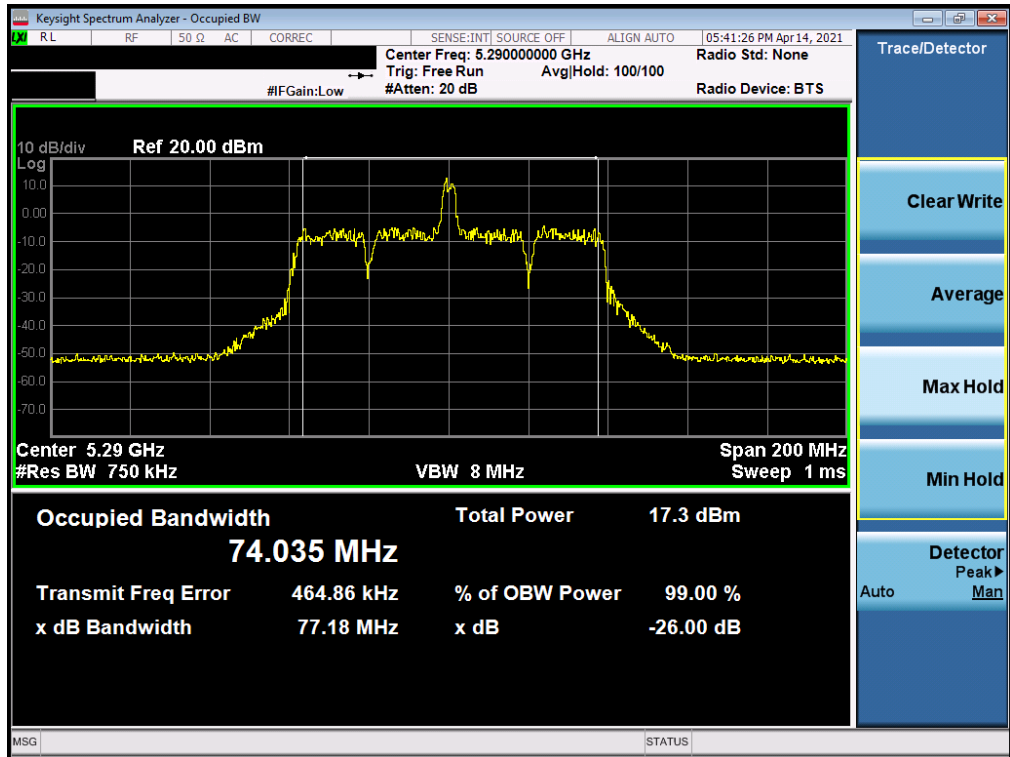 Keysight Spectrum Analyzer - Occupied BW
LXI RL RF 50 Ω AC CORREC SENSE:INT SOURCE OFF ALIGN AUTO 05:41:26 PM Apr 14, 2021
Center Freq: 5.290000000 GHz Radio Std: None
Trig: Free Run Avg|Hold: 100/100
#IFGain:Low #Atten: 20 dB Radio Device: BTS
10 dB/div Ref 20.00 dBm
Log
10.0
0.00
-10.0
-20.0
-30.0
-40.0
-50.0
-60.0
-70.0
Center 5.29 GHz Span 200 MHz
#Res BW 750 kHz VBW 8 MHz Sweep 1 ms
Occupied Bandwidth Total Power 17.3 dBm
74.035 MHz
Transmit Freq Error 464.86 kHz % of OBW Power 99.00 %
x dB Bandwidth 77.18 MHz x dB -26.00 dB
MSG STATUS
Trace/Detector
Clear Write
Average
Max Hold
Min Hold
Detector
Peak▶
Auto Man